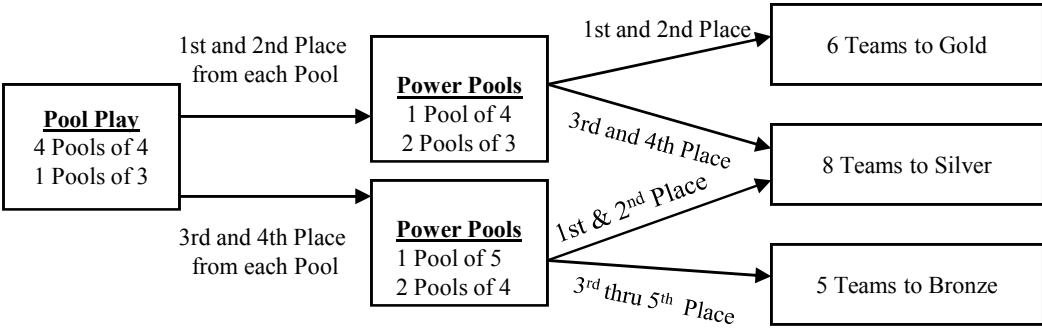 Pool Play
4 Pools of 4
1 Pools of 3
1st and 2nd Place
from each Pool
3rd and 4th Place
from each Pool
Power Pools
1 Pool of 4
2 Pools of 3
Power Pools
1 Pool of 5
2 Pools of 4
1st and 2nd Place
3rd and 4th Place
1st & 2nd Place
3rd thru 5th Place
6 Teams to Gold
8 Teams to Silver
5 Teams to Bronze